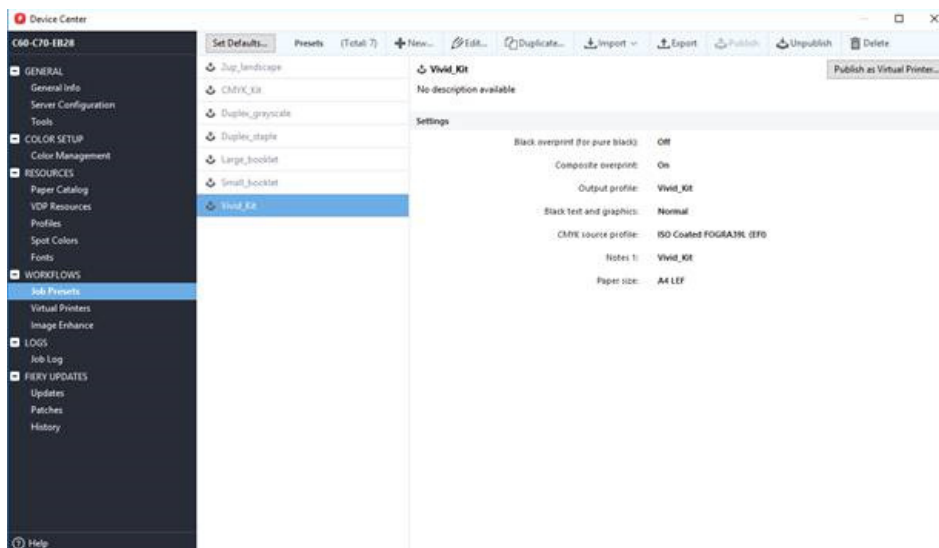 Device Center
C60-C70-EB28
Set Defaults... Presets (Total: 7) New... Edit... Duplicate... Import Export Publish Unpublish Delete
GENERAL
General Info
Server Configuration
Tools
COLOR SETUP
Color Management
RESOURCES
Paper Catalog
VDP Resources
Profiles
Spot Colors
Fonts
WORKFLOWS
Job Presets
Virtual Printers
Image Enhance
LOGS
Job Log
FIERY UPDATES
Updates
Patches
History
Help
2up_landscape
CMYK_Kit
Duplex_grayscale
Duplex_staple
Large_booklet
Small_booklet
Vivid_Kit
Vivid_Kit
Publish as Virtual Printer...
No description available
Settings
Black overprint (for pure black): Off
Composite overprint: On
Output profile: Vivid_Kit
Black text and graphics: Normal
CMYK source profile: ISO Coated FOGRA39L (EFI)
Notes 1: Vivid_Kit
Paper size: A4 LEF